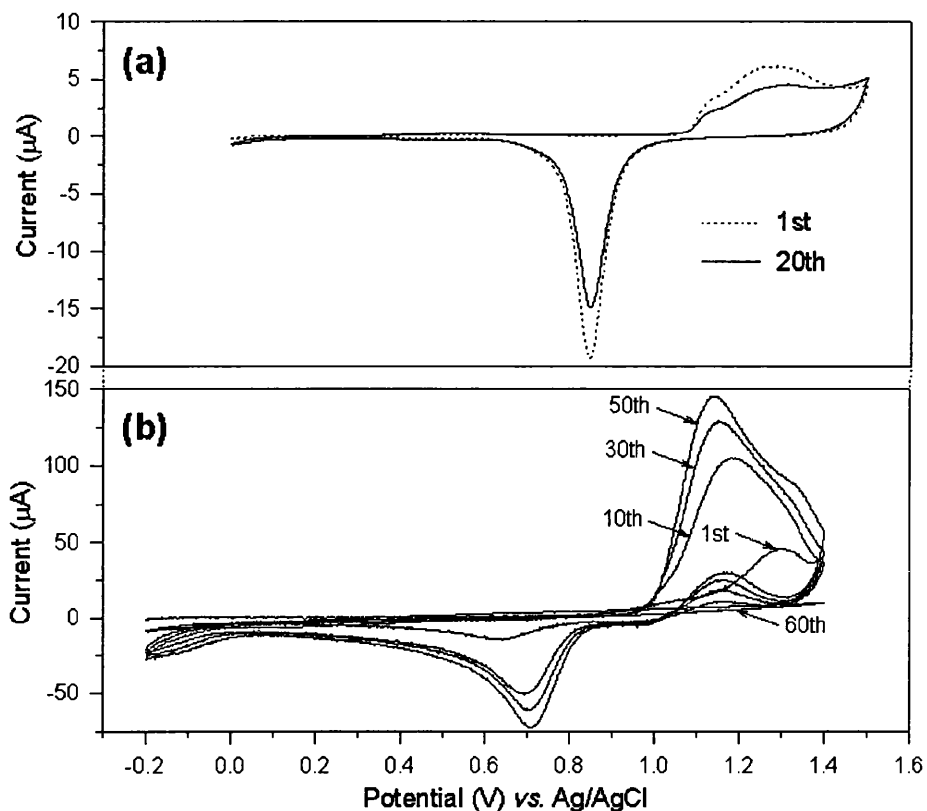 10
5
0
-5
-10
-15
-20
Current (µA)
(a)
1st
20th
150
100
50
0
-50
Current (µA)
(b)
50th
30th
10th
1st
60th
-0.2 0.0 0.2 0.4 0.6 0.8 1.0 1.2 1.4 1.6
Potential (V) vs. Ag/AgCl